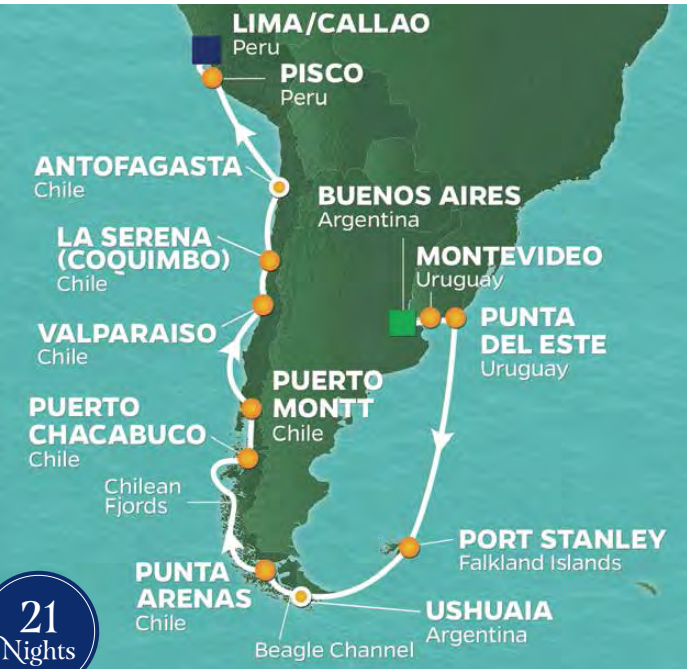 LIMA/CALLAO
Peru
PISCO
Peru
ANTOFAGASTA
Chile
BUENOS AIRES
Argentina
LA SERENA
(COQUIMBO)
Chile
MONTEVIDEO
Uruguay
VALPARAISO
Chile
PUNTA
DEL ESTE
Uruguay
PUERTO
MONTT
Chile
PUERTO
CHACABUCO
Chile
Chilean
Fjords
PORT STANLEY
Falkland Islands
PUNTA
ARENAS
Chile
USHUAIA
Argentina
Beagle Channel
21
Nights